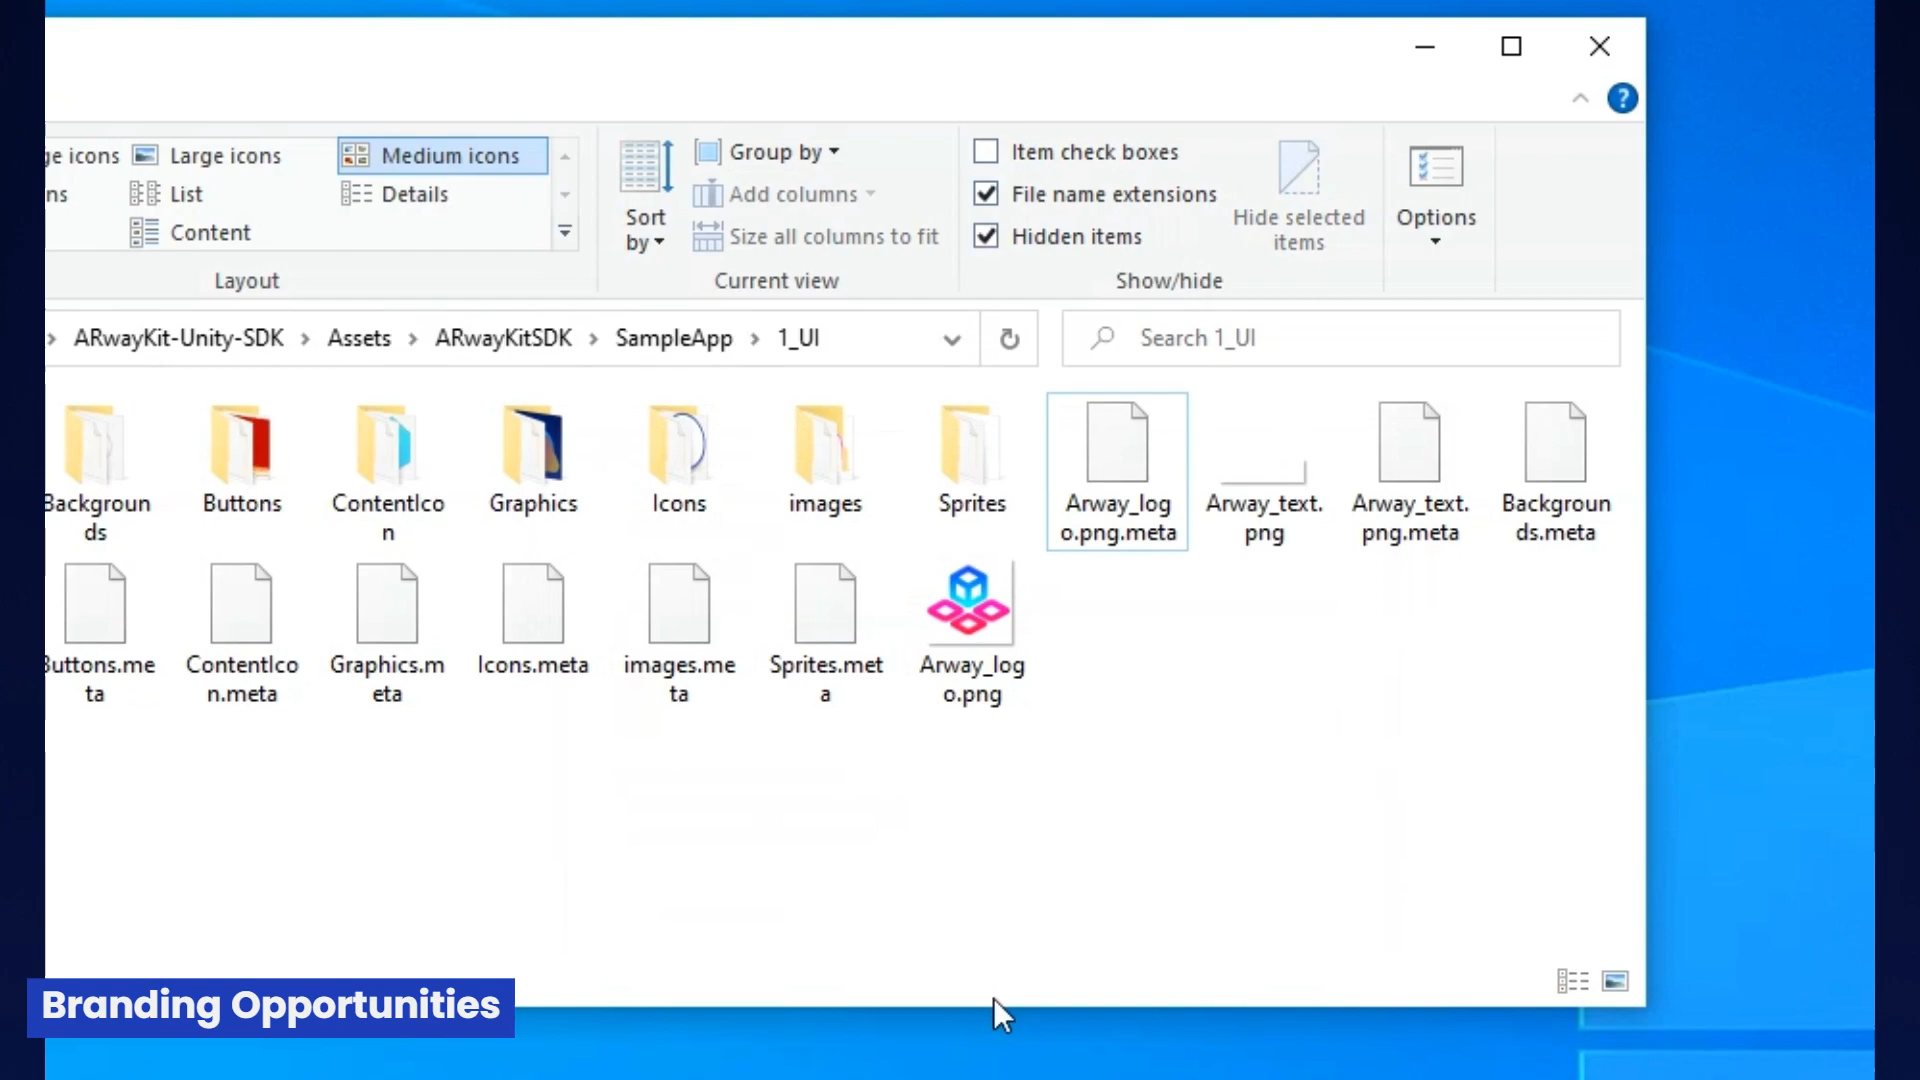 ?
ge icons
Large icons
Medium icons
ns
List
Details
Content
Layout
Sort
by
Group by
Add columns
Size all columns to fit
Current view
Item check boxes
File name extensions
Hidden items
Hide selected
items
Show/hide
Options
ARwayKit-Unity-SDK
Assets
ARwayKitSDK
SampleApp
1_UI
Search 1_UI
Backgroun
ds
Buttons
ContentIco
n
Graphics
Icons
images
Sprites
Arway_log
o.png.meta
Arway_text.
png
Arway_text.
png.meta
Backgroun
ds.meta
Buttons.me
ta
ContentIco
n.meta
Graphics.m
eta
Icons.meta
images.me
ta
Sprites.met
a
Arway_log
o.png
Branding Opportunities